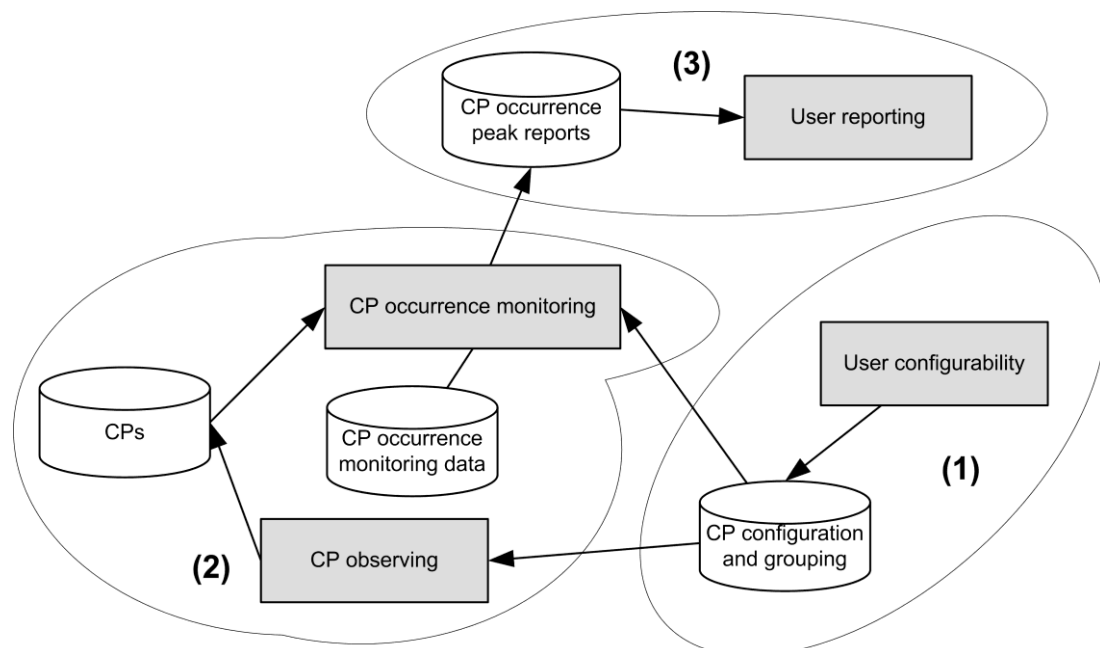 (3)
CP occurrence
peak reports
User reporting
CP occurrence monitoring
User configurability
CPs
CP occurrence
monitoring data
(1)
CP configuration
and grouping
CP observing
(2)